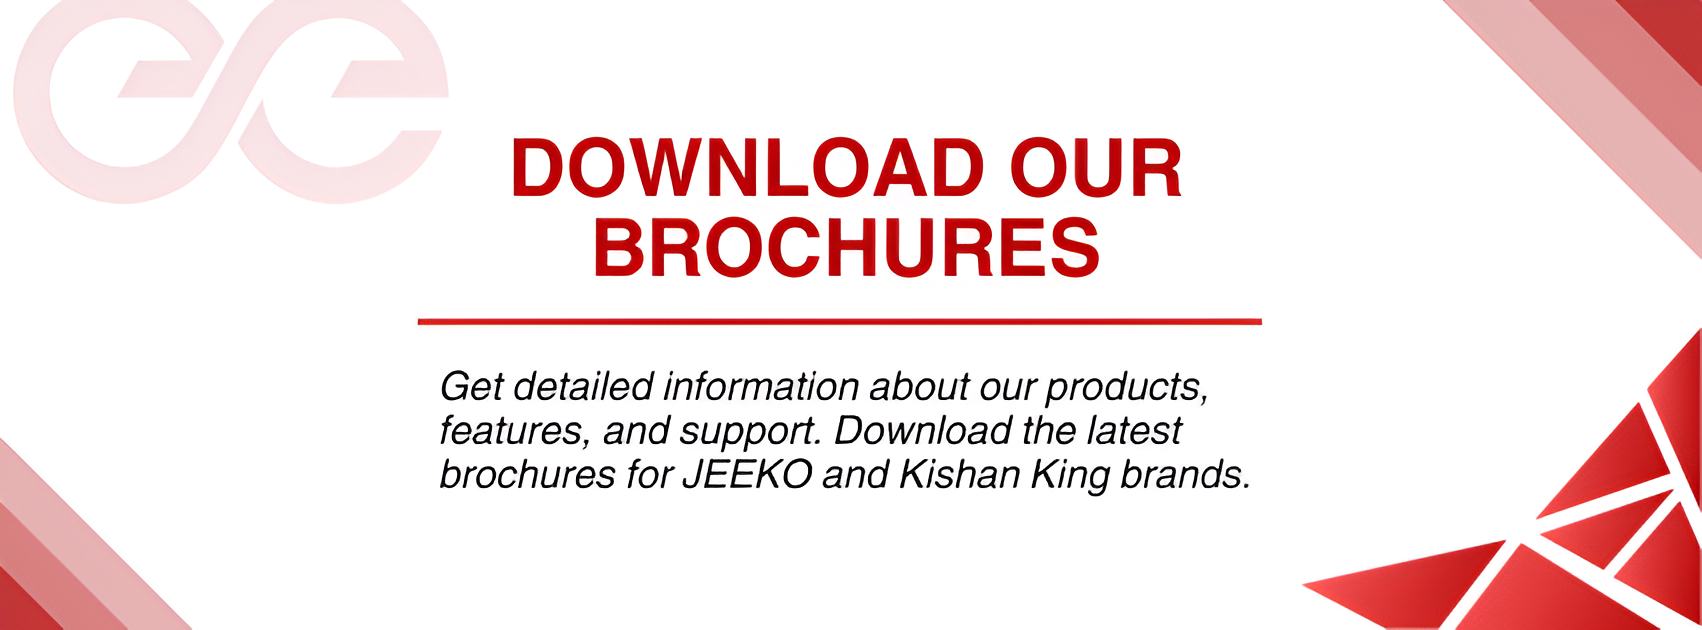 DOWNLOAD OUR
BROCHURES
Get detailed information about our products,
features, and support. Download the latest
brochures for JEEKO and Kishan King brands.